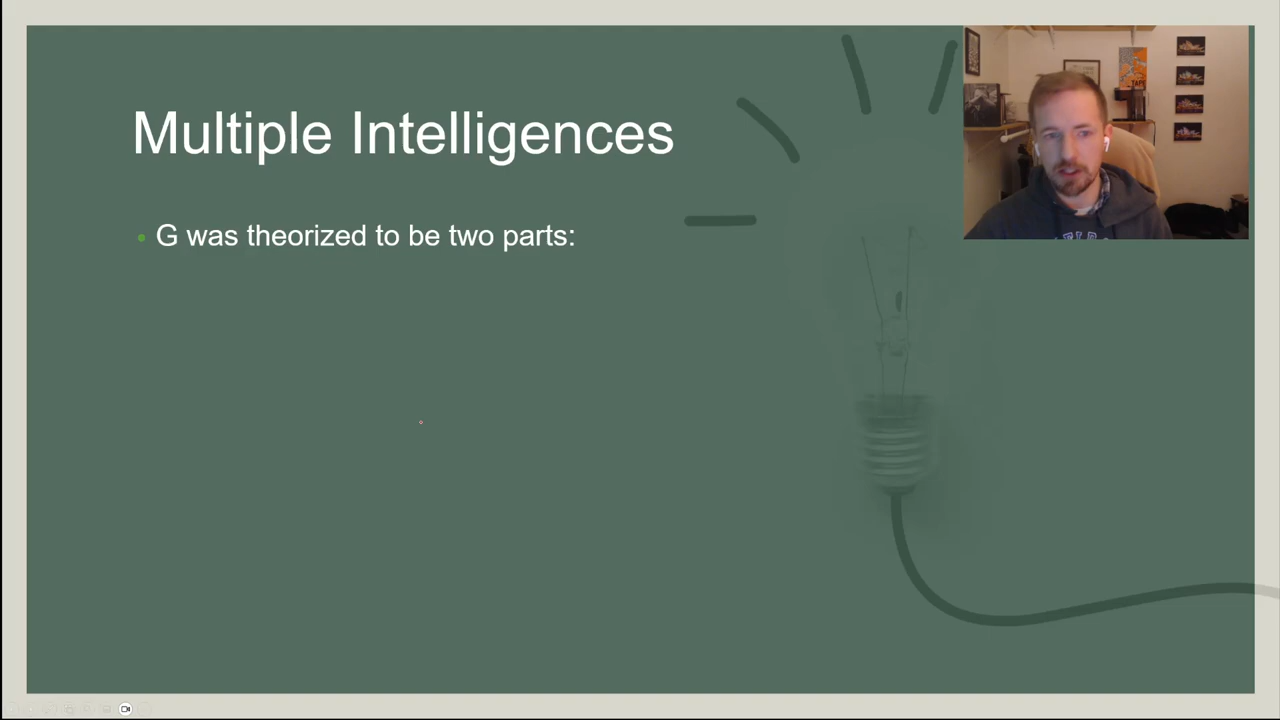 Multiple Intelligences
• G was theorized to be two parts: